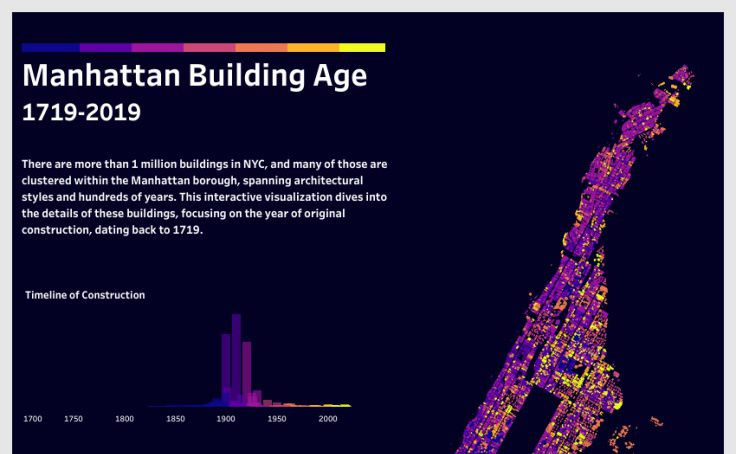 Manhattan Building Age
1719-2019
There are more than 1 million buildings in NYC, and many of those are
clustered within the Manhattan borough, spanning architectural
styles and hundreds of years. This interactive visualization dives into
the details of these buildings, focusing on the year of original
construction, dating back to 1719.
Timeline of Construction
1700 1750 1800 1850 1900 1950 2000